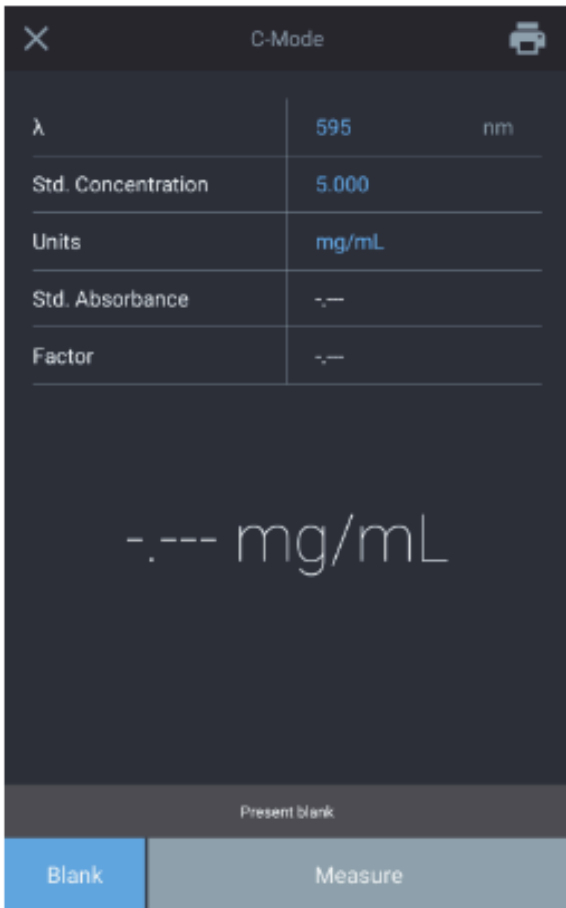 C-Mode
λ 595 nm
Std. Concentration 5.000
Units mg/mL
Std. Absorbance -.---
Factor -.---
-.--- mg/mL
Present blank
Blank Measure